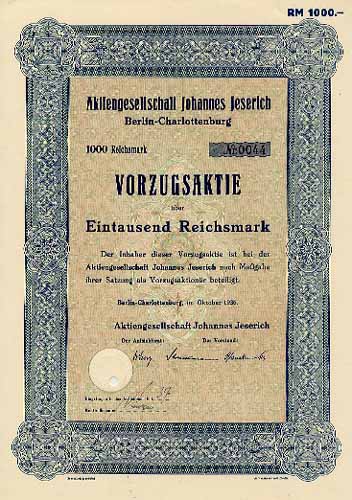 RM 1000.–
Aktiengesellschaft Johannes Jeserich
Berlin-Charlottenburg
1000 Reichsmark
№ 0044
VORZUGSAKTIE
über
Eintausend Reichsmark
Der Inhaber dieser Vorzugsaktie ist bei der
Aktiengesellschaft Johannes Jeserich nach Maßgabe
ihrer Satzung als Vorzugsaktionär beteiligt.
Berlin-Charlottenburg, im Oktober 1936.
Aktiengesellschaft Johannes Jeserich
Der Aufsichtsrat: Der Vorstand: